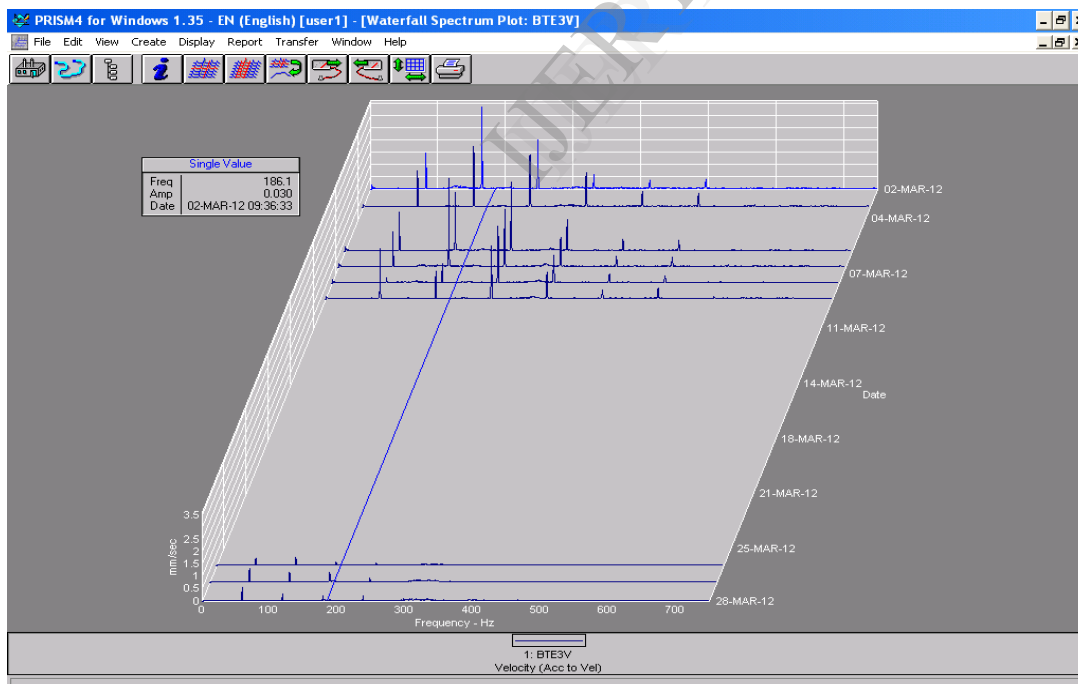 PRISM4 for Windows 1.35 - EN (English) [user1] - [Waterfall Spectrum Plot: BTE3V]
File Edit View Create Display Report Transfer Window Help
IJER
Single Value
Freq 186.1
Amp 0.030
Date 02-MAR-12 09:36:33
02-MAR-12
04-MAR-12
07-MAR-12
11-MAR-12
14-MAR-12
Date
18-MAR-12
21-MAR-12
25-MAR-12
28-MAR-12
3.5
2.5
2
1.5
1
0.5
0
mm/sec
0 100 200 300 400 500 600 700
Frequency - Hz
1: BTE3V
Velocity (Acc to Vel)